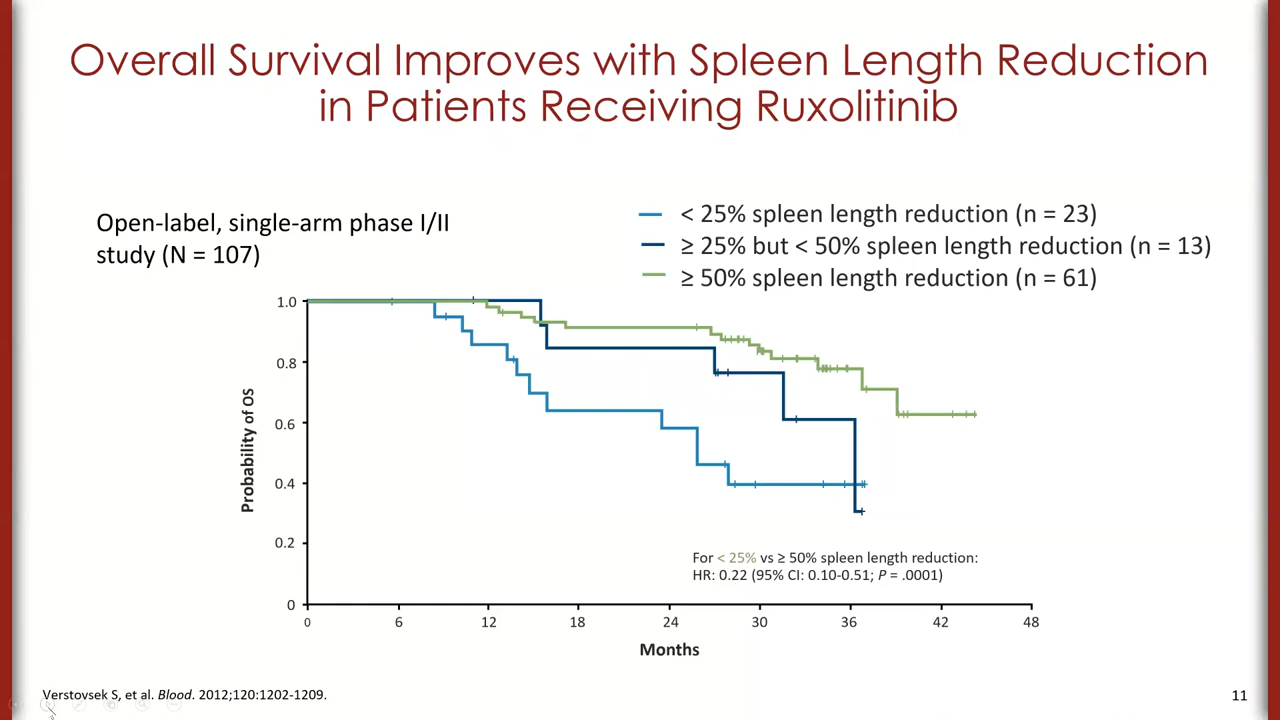 Overall Survival Improves with Spleen Length Reduction
in Patients Receiving Ruxolitinib
Open-label, single-arm phase I/II
study (N = 107)
< 25% spleen length reduction (n = 23)
≥ 25% but < 50% spleen length reduction (n = 13)
≥ 50% spleen length reduction (n = 61)
Probability of OS
1.0
0.8
0.6
0.4
0.2
0
0 6 12 18 24 30 36 42 48
Months
For < 25% vs ≥ 50% spleen length reduction:
HR: 0.22 (95% CI: 0.10-0.51; P = .0001)
Verstovsek S, et al. Blood. 2012;120:1202-1209.
11